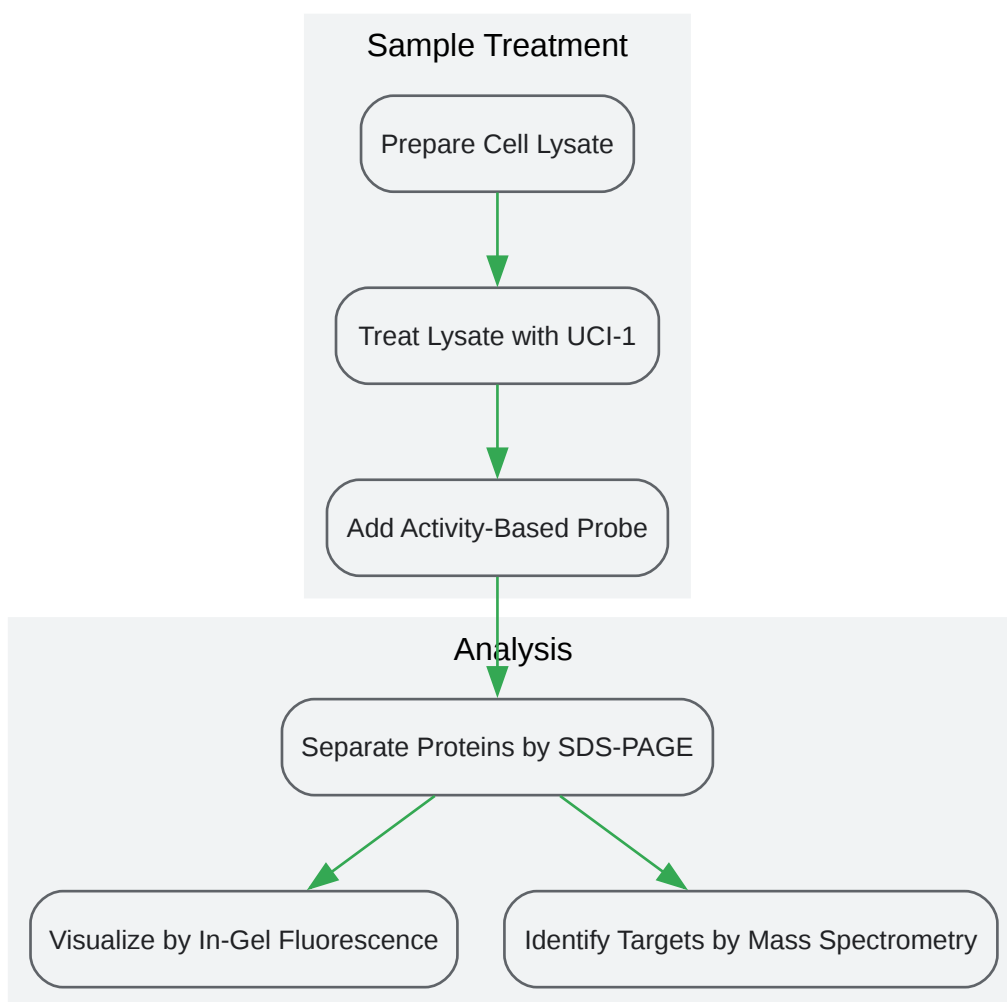 Sample Treatment
Prepare Cell Lysate
Treat Lysate with UCI-1
Add Activity-Based Probe
Analysis
Separate Proteins by SDS-PAGE
Visualize by In-Gel Fluorescence
Identify Targets by Mass Spectrometry